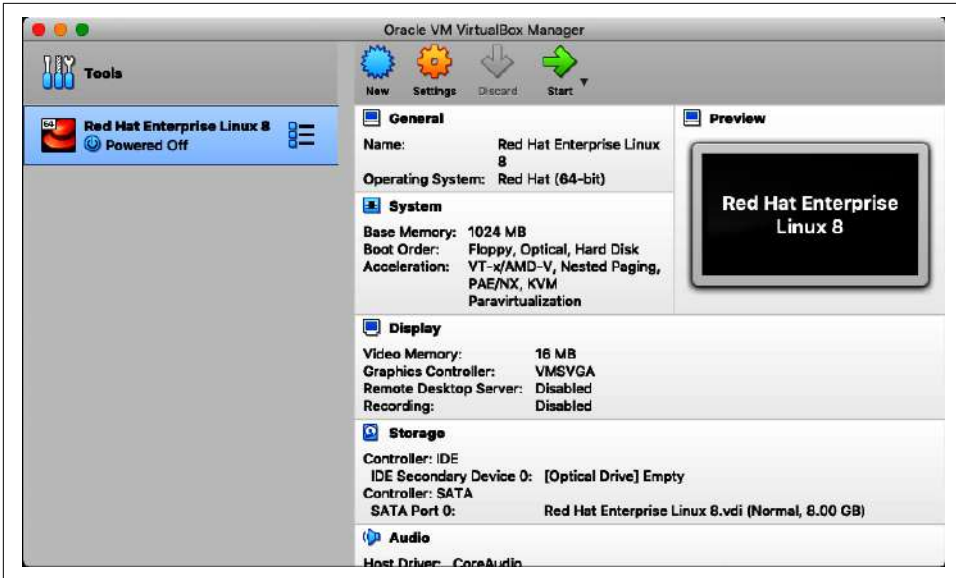 Oracle VM VirtualBox Manager
Tools
New Settings Discard Start
64
Red Hat Enterprise Linux 8
Powered Off
General
Name: Red Hat Enterprise Linux
8
Operating System: Red Hat (64-bit)
Preview
Red Hat Enterprise
Linux 8
System
Base Memory: 1024 MB
Boot Order: Floppy, Optical, Hard Disk
Acceleration: VT-x/AMD-V, Nested Paging,
PAE/NX, KVM
Paravirtualization
Display
Video Memory: 16 MB
Graphics Controller: VMSVGA
Remote Desktop Server: Disabled
Recording: Disabled
Storage
Controller: IDE
IDE Secondary Device 0: [Optical Drive] Empty
Controller: SATA
SATA Port 0: Red Hat Enterprise Linux 8.vdi (Normal, 8.00 GB)
Audio
Host Driver: CoreAudio